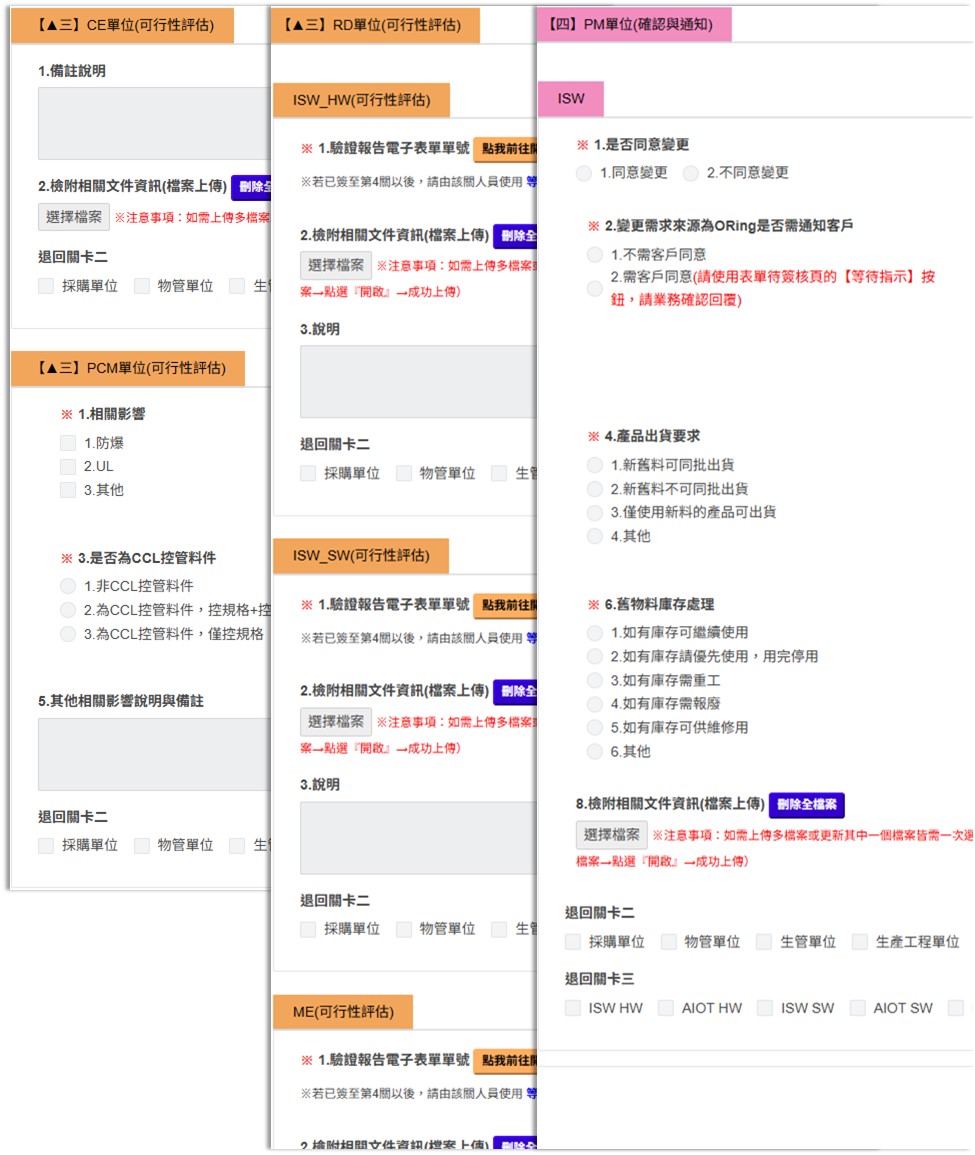 【▲三】CE單位(可行性評估)
1.備註說明
2.檢附相關文件資訊(檔案上傳) 刪除全
選擇檔案 ※注意事項：如需上傳多檔案
退回關卡二
採購單位 物管單位 生
【▲三】PCM單位(可行性評估)
※ 1.相關影響
1.防爆
2.UL
3.其他
※ 3.是否為CCL控管料件
1.非CCL控管料件
2.為CCL控管料件，控規格+控
3.為CCL控管料件，僅控規格
5.其他相關影響說明與備註
退回關卡二
採購單位 物管單位 生
【▲三】RD單位(可行性評估)
ISW_HW(可行性評估)
※ 1.驗證報告電子表單單號 點我前往
※若已簽至第4關以後，請由該關人員使用 等
2.檢附相關文件資訊(檔案上傳) 刪除全
選擇檔案 ※注意事項：如需上傳多檔案
案→點選『開啟』→成功上傳)
3.說明
退回關卡二
採購單位 物管單位 生
ISW_SW(可行性評估)
※ 1.驗證報告電子表單單號 點我前往
※若已簽至第4關以後，請由該關人員使用 等
2.檢附相關文件資訊(檔案上傳) 刪除全
選擇檔案 ※注意事項：如需上傳多檔案
案→點選『開啟』→成功上傳)
3.說明
退回關卡二
採購單位 物管單位 生
ME(可行性評估)
※ 1.驗證報告電子表單單號 點我前往
※若已簽至第4關以後，請由該關人員使用 等
2.檢附相關文件資訊(檔案上傳) 刪除全
【四】PM單位(確認與通知)
ISW
※ 1.是否同意變更
1.同意變更 2.不同意變更
※ 2.變更需求來源為ORing是否需通知客戶
1.不需客戶同意
2.需客戶同意(請使用表單待簽核頁的【等待指示】按
鈕，請業務確認回覆)
※ 4.產品出貨要求
1.新舊料可同批出貨
2.新舊料不可同批出貨
3.僅使用新料的產品可出貨
4.其他
※ 6.舊物料庫存處理
1.如有庫存可繼續使用
2.如有庫存請優先使用，用完停用
3.如有庫存需重工
4.如有庫存需報廢
5.如有庫存可供維修用
6.其他
8.檢附相關文件資訊(檔案上傳) 刪除全檔案
選擇檔案 ※注意事項：如需上傳多檔案或更新其中一個檔案皆需一次選
檔案→點選『開啟』→成功上傳)
退回關卡二
採購單位 物管單位 生管單位 生產工程單位
退回關卡三
ISW HW AIOT HW ISW SW AIOT SW